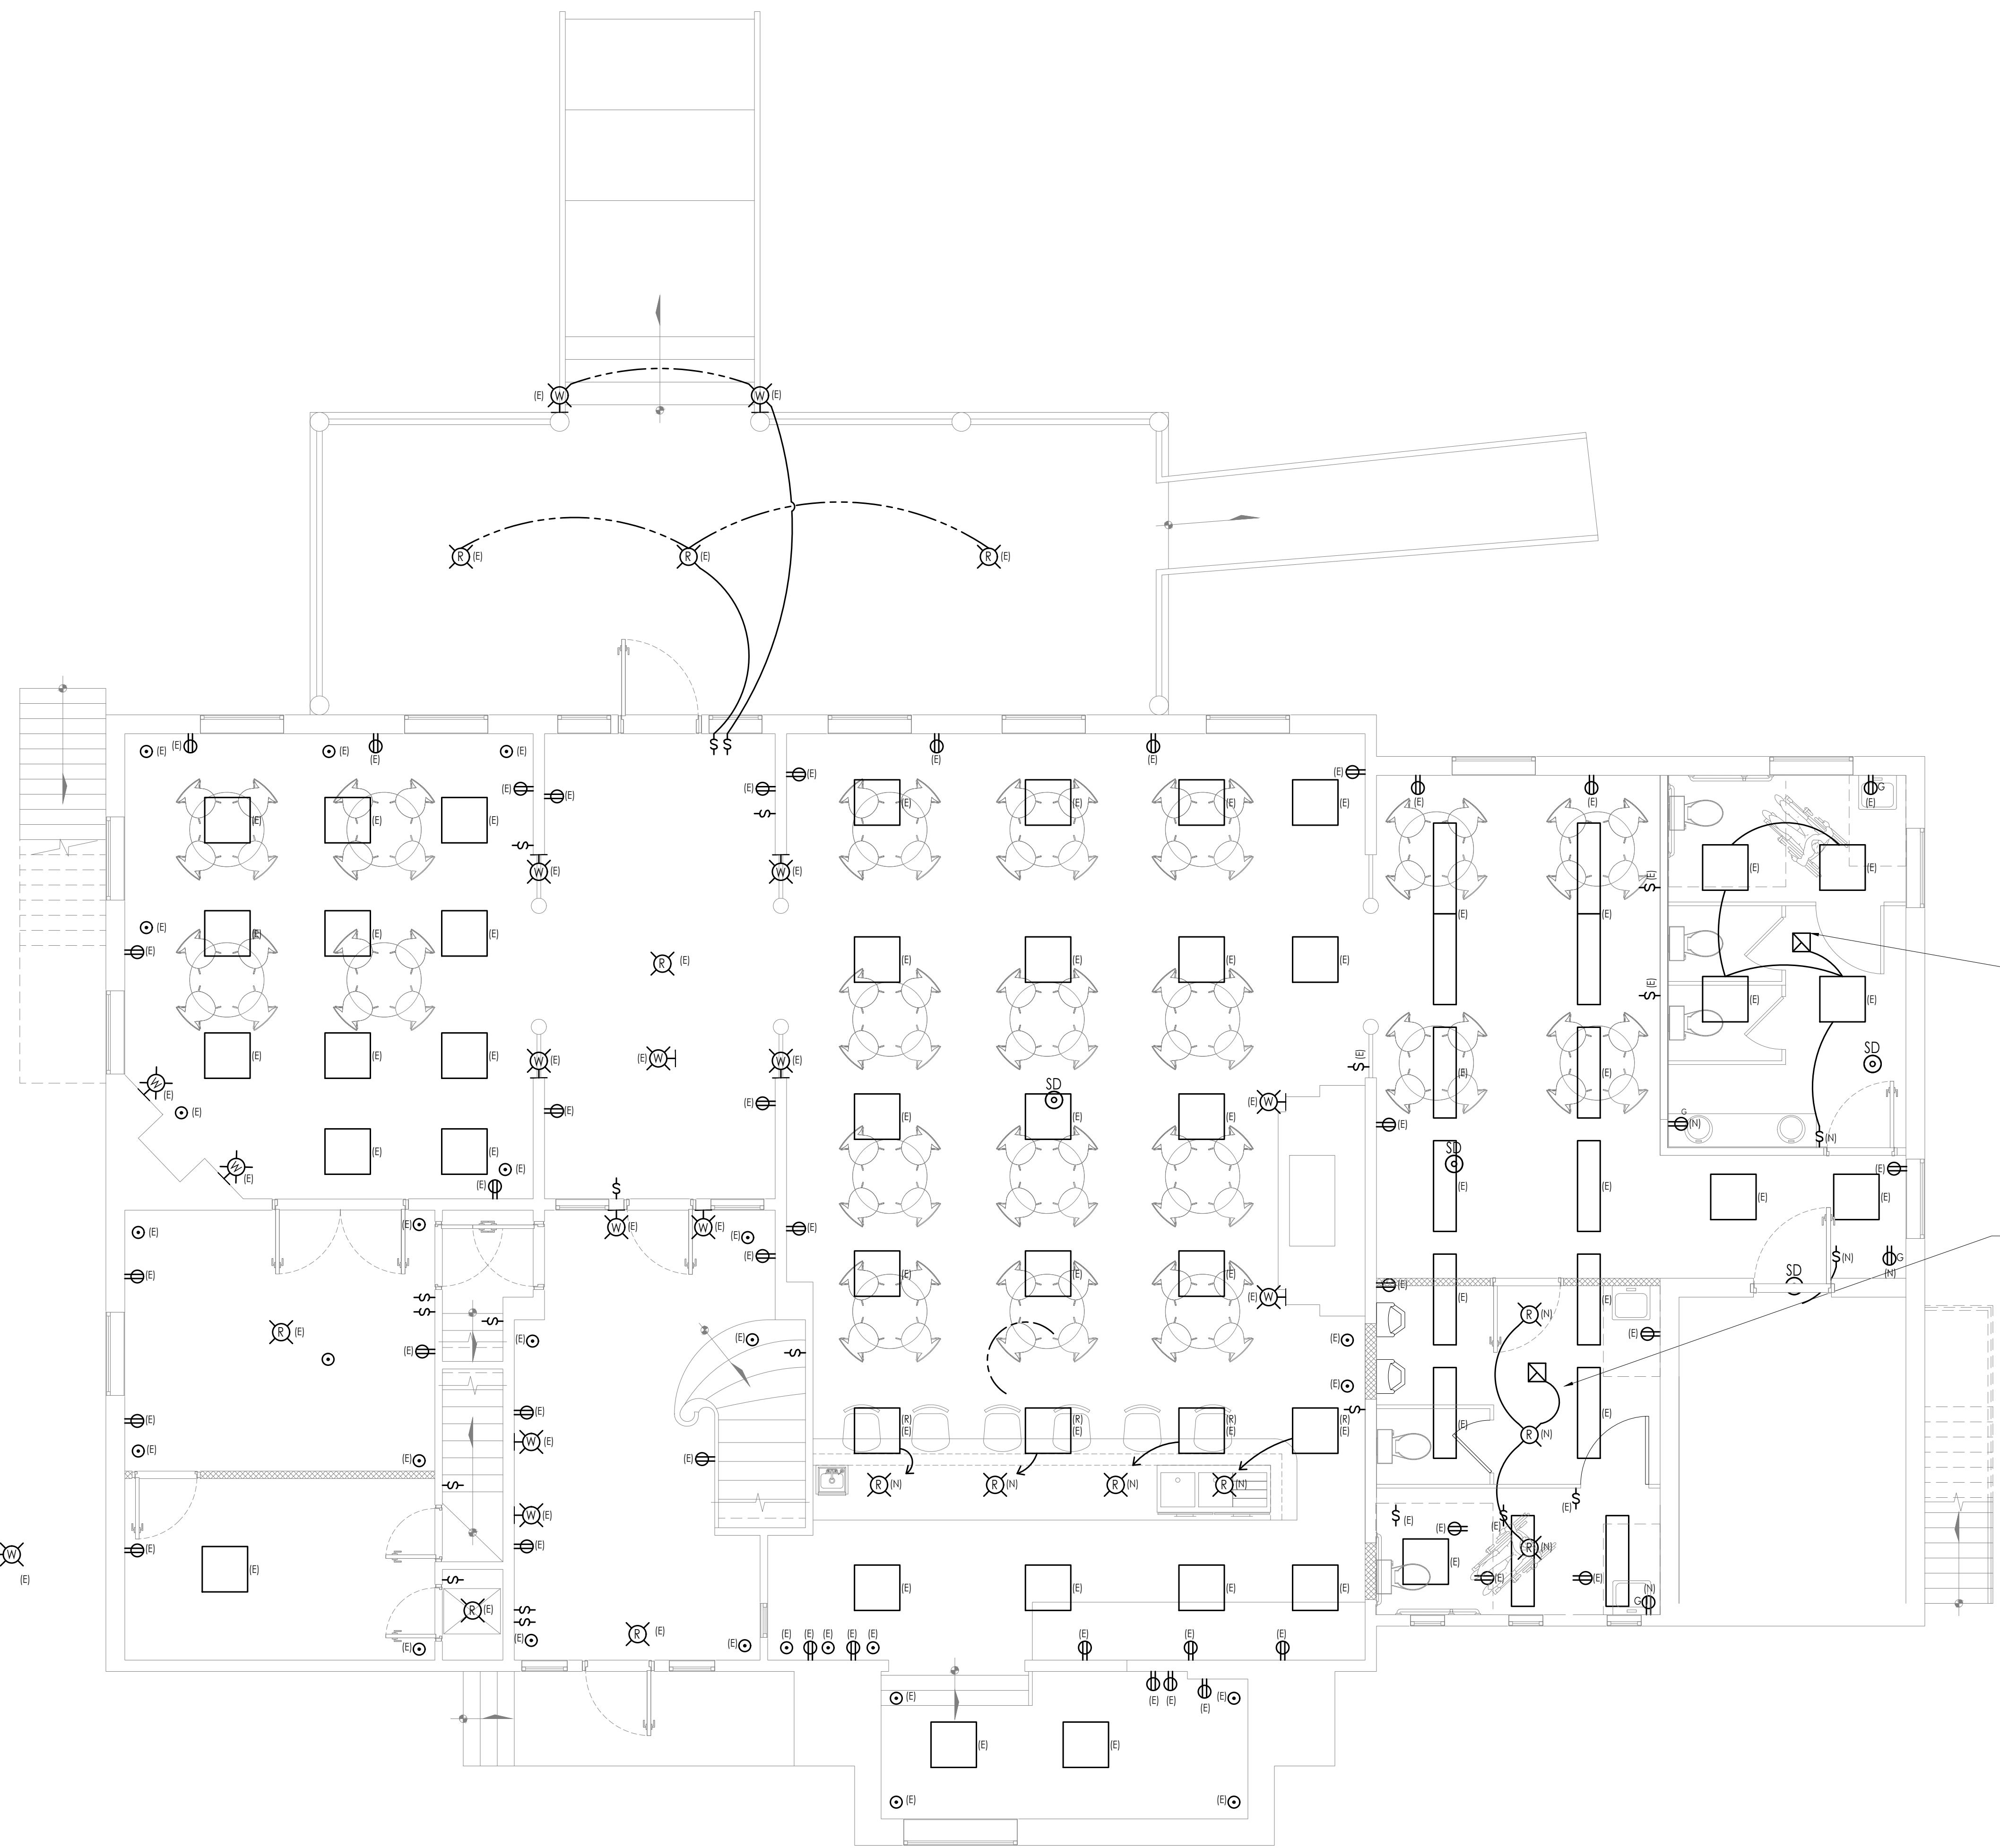 (E) W W (E)
R (E) R (E) R (E)
$ $
(E) (E) (E) (E)
(E) (E) (E)
(E) (E) (E) (E) (E)
(E) (E) (E) G
(E)
$
(E) (E) (E) (E) (E) (E) (E)
$
W (E) W (E) $ (E) (E) (E)
(E) (E) (E) (E) (E) (E)
(E) (E)
R (E) (E) (E) (E) (E)
$ (E) (E) (E)
(E) (E) (E) W (E) (E) W W (E) $ (E) SD
W (E) SD (E) W (E) (E)
(E) (E) (E) (E) (E) (E) G (N)
(E) $ (N)
W (E) (E) (E) (E) SD (E)
(E) (E) $ (E) (E) (E) (E)
(E) (E) W (E) W (E) (E) (E)
(E) (E) (E) (E) (E) $ (N) G (N)
(E) SD
$ $ (E) W (E) (E)
R (E) $ (E) (E) R (N) (E)
(E) $ (E)
(E) (E) (R) (R) (R) (R) $
(E) (E) (E) (E) (E) (E) (E)
(E) (E) W (E) R (N)
$ (E) R (N) R (N) R (N) R (N)
W (E) $ (E) $ $ (E) $
W (E) (E) (E) (E) R (N)
(E) $ (E) (E) (E) (E) (E) (E) (E) (E)
R (E) $ $ (N) G
(E) R (E) (E) (E) (E) (E) (E)
(E) (E) (E) (E)
(E) (E) (E) (E) (E)
(E) (E)
(E) (E)